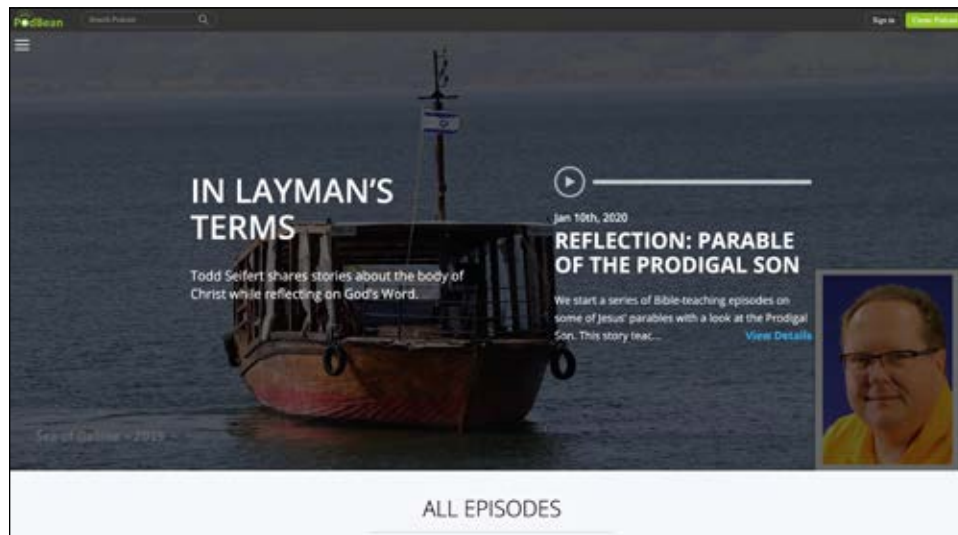 PodBean
Search Podcast
Sign in
IN LAYMAN'S
TERMS
Todd Seifert shares stories about the body of
Christ while reflecting on God's Word.
Jan 10th, 2020
REFLECTION: PARABLE
OF THE PRODIGAL SON
We start a series of Bible-teaching episodes on
some of Jesus' parables with a look at the Prodigal
Son. This story teac...
View Details
Sea of Galilee - 2019
ALL EPISODES